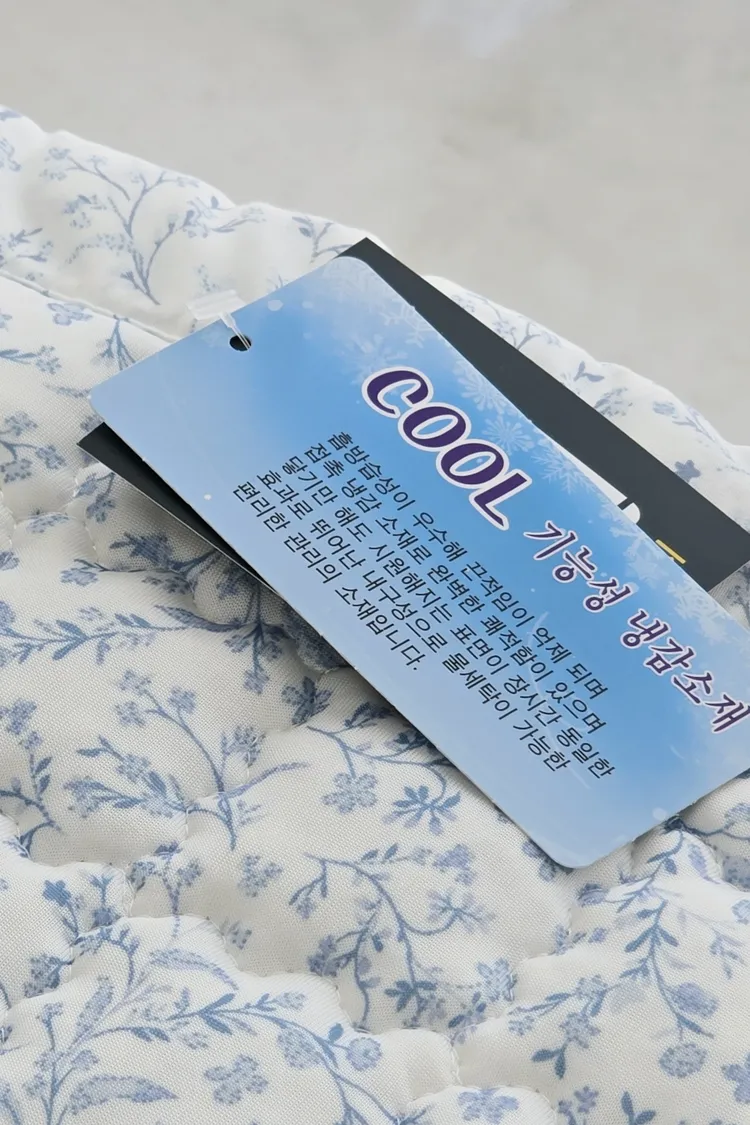 COOL 기능성 냉감소재
흡방습성이 우수해 끈적임이 억제 되며
접촉 냉감 소재로 완벽한 쾌적함이 있으며
닿기만 해도 시원해지는 표면이 장시간 동일한
효과로 뛰어난 내구성으로 물세탁이 가능한
편리한 관리의 소재입니다.